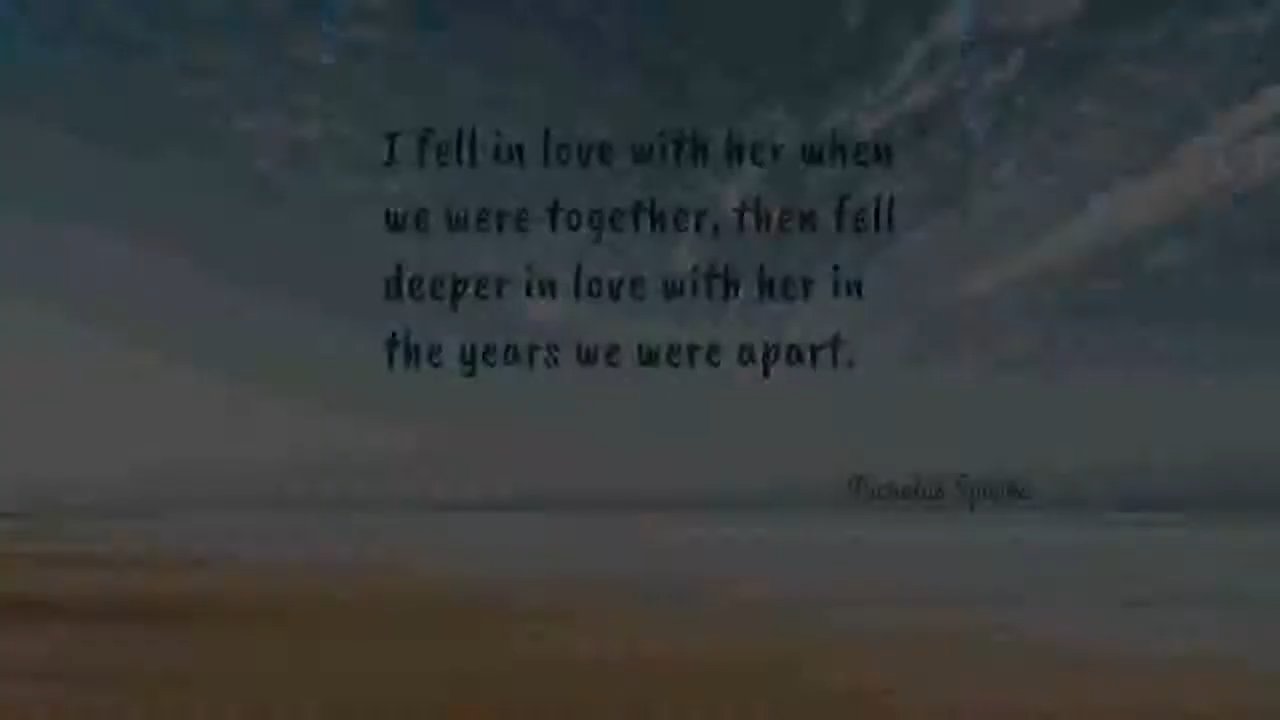 I fell in love with her when
we were together, then fell
deeper in love with her in
the years we were apart.
Nicholas Sparks